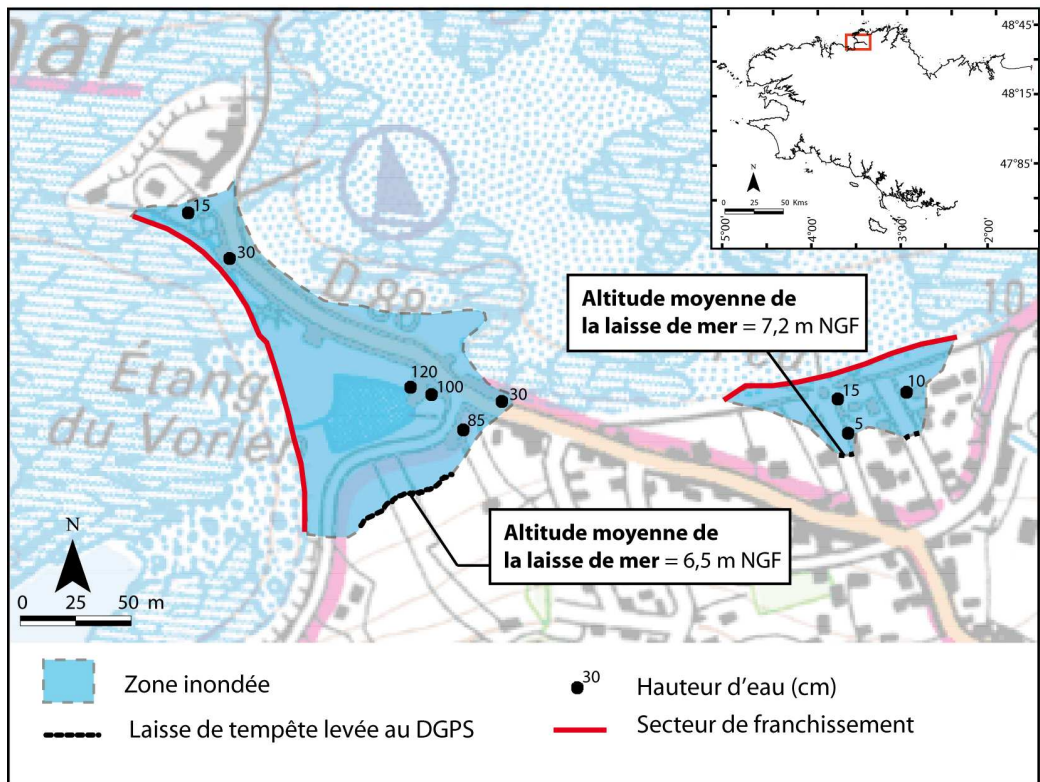 mar
48°45'
48°15'
47°85'
N
0 25 50 Kms
5°00'
4°00'
3°00'
2°00'
15
30
D 88
Étang
du Vorlen
120
100
85
30
Altitude moyenne de
la laisse de mer = 7,2 m NGF
10
15
10
5
Altitude moyenne de
la laisse de mer = 6,5 m NGF
N
0 25 50 m
Zone inondée
30
Hauteur d'eau (cm)
Laisse de tempête levée au DGPS
Secteur de franchissement